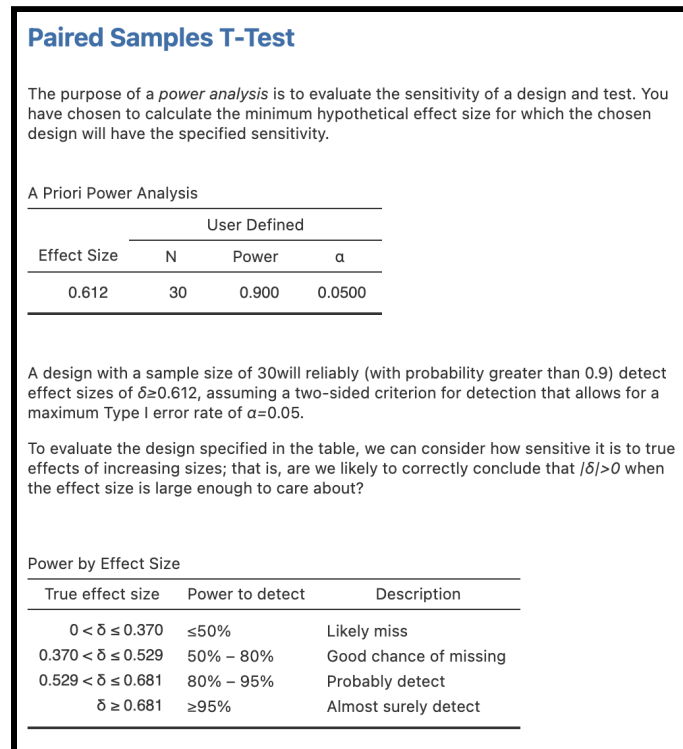 Paired Samples T-Test
The purpose of a power analysis is to evaluate the sensitivity of a design and test. You
have chosen to calculate the minimum hypothetical effect size for which the chosen
design will have the specified sensitivity.
A Priori Power Analysis
User Defined
Effect Size N Power α
0.612 30 0.900 0.0500
A design with a sample size of 30will reliably (with probability greater than 0.9) detect
effect sizes of δ≥0.612, assuming a two-sided criterion for detection that allows for a
maximum Type I error rate of α=0.05.
To evaluate the design specified in the table, we can consider how sensitive it is to true
effects of increasing sizes; that is, are we likely to correctly conclude that |δ|>0 when
the effect size is large enough to care about?
Power by Effect Size
True effect size Power to detect Description
0 < δ ≤ 0.370 ≤50% Likely miss
0.370 < δ ≤ 0.529 50% – 80% Good chance of missing
0.529 < δ ≤ 0.681 80% – 95% Probably detect
δ ≥ 0.681 ≥95% Almost surely detect